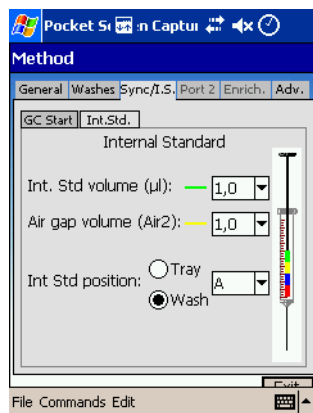 Pocket S :n Captur
Method
General Washes Sync/I.S. Port 2 Enrich. Adv.
GC Start Int.Std.
Internal Standard
Int. Std volume (µl): 1,0
Air gap volume (Air2): 1,0
Int Std position: Tray
Wash
A
Exit
File Commands Edit